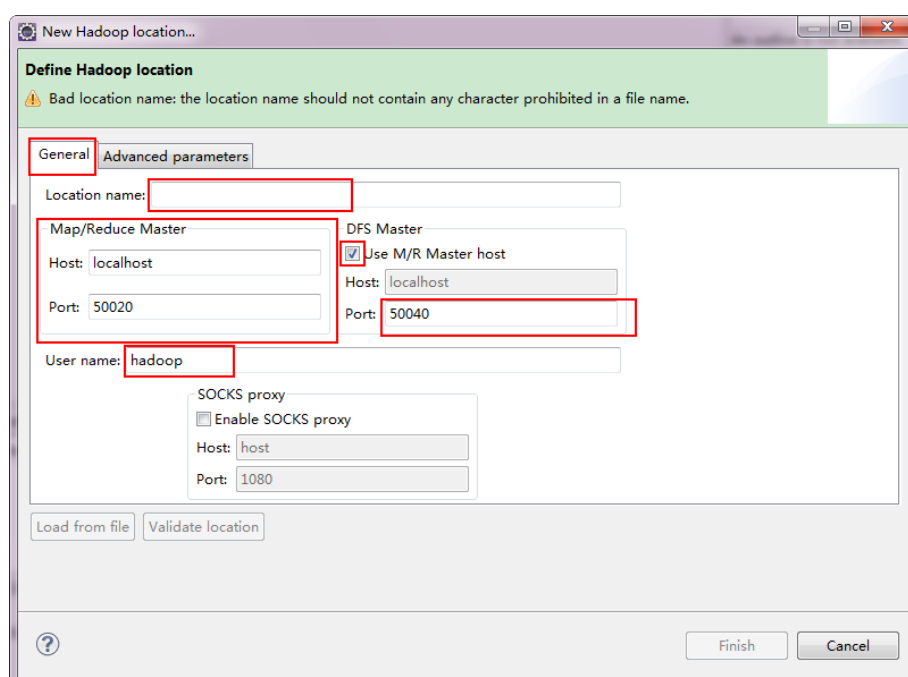 New Hadoop location...
Define Hadoop location
Bad location name: the location name should not contain any character prohibited in a file name.
General
Advanced parameters
Location name:
Map/Reduce Master
Host: localhost
Port: 50020
DFS Master
Use M/R Master host
Host: localhost
Port: 50040
User name: hadoop
SOCKS proxy
Enable SOCKS proxy
Host: host
Port: 1080
Load from file
Validate location
?
Finish
Cancel